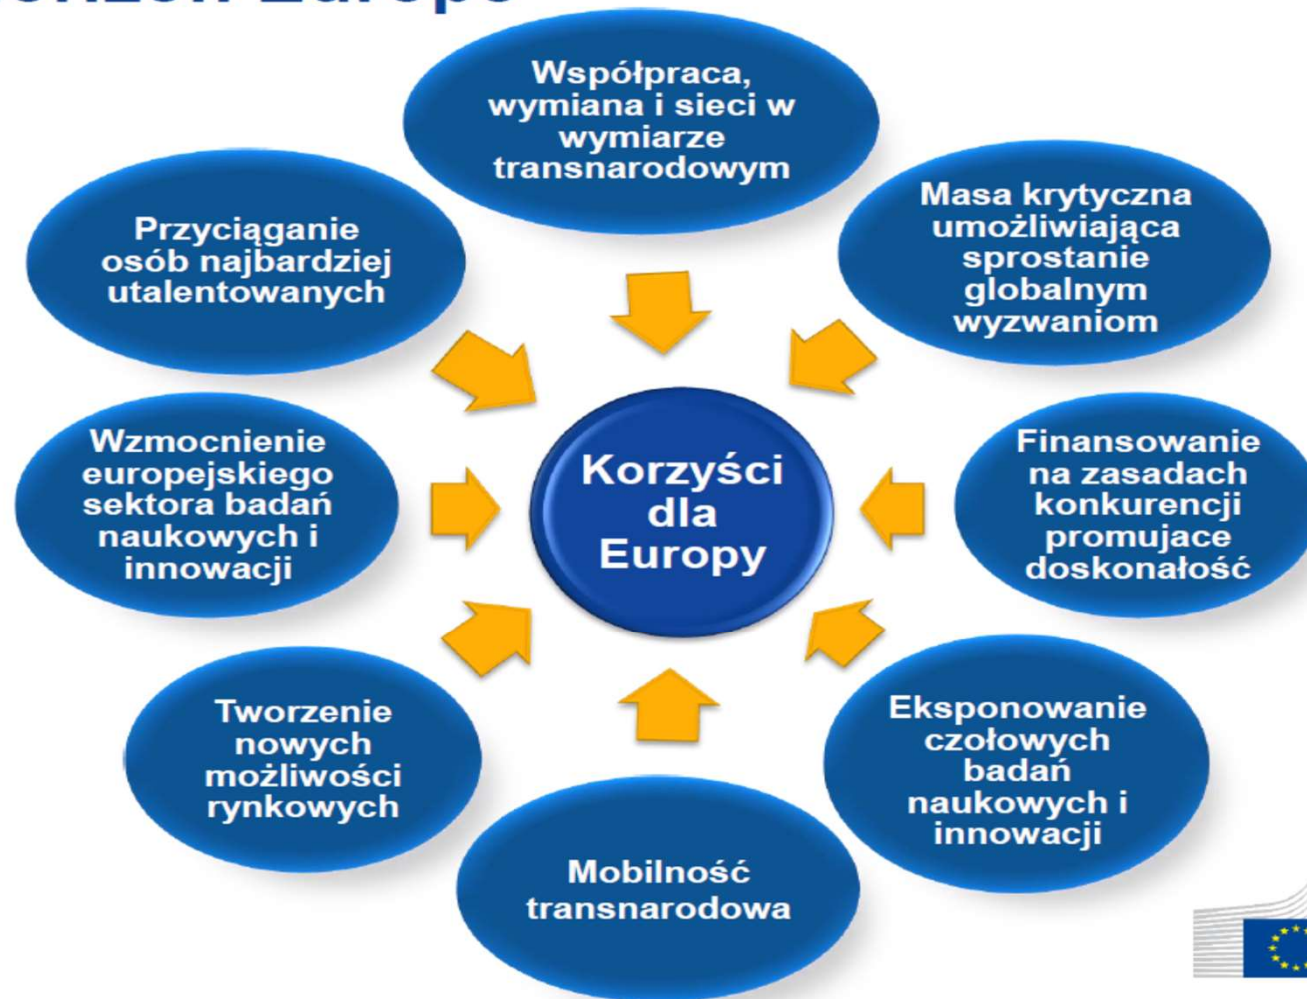 Europe
Współpraca,
wymiana i sieci w
wymiarze
transnarodowym
Masa krytyczna
umożliwiająca
sprostanie
globalnym
wyzwaniom
Finansowanie
na zasadach
konkurencji
promujace
doskonałość
Eksponowanie
czołowych
badań
naukowych i
innowacji
Mobilność
transnarodowa
Tworzenie
nowych
możliwości
rynkowych
Wzmocnienie
europejskiego
sektora badań
naukowych i
innowacji
Przyciąganie
osób najbardziej
utalentowanych
Korzyści
dla
Europy